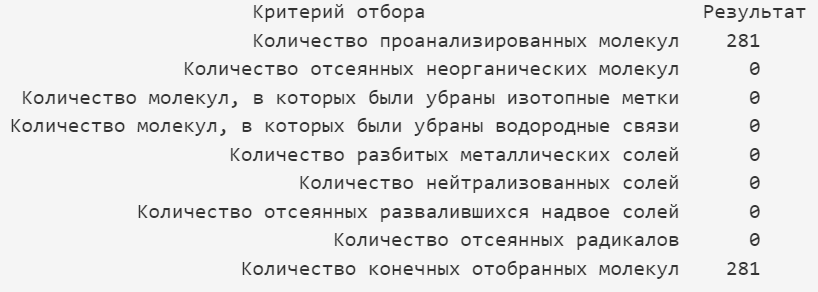 Критерий отбора Результат
Количество проанализированных молекул 281
Количество отсеянных неорганических молекул 0
Количество молекул, в которых были убраны изотопные метки 0
Количество молекул, в которых были убраны водородные связи 0
Количество разбитых металлических солей 0
Количество нейтрализованных солей 0
Количество отсеянных развалившихся надвое солей 0
Количество отсеянных радикалов 0
Количество конечных отобранных молекул 281